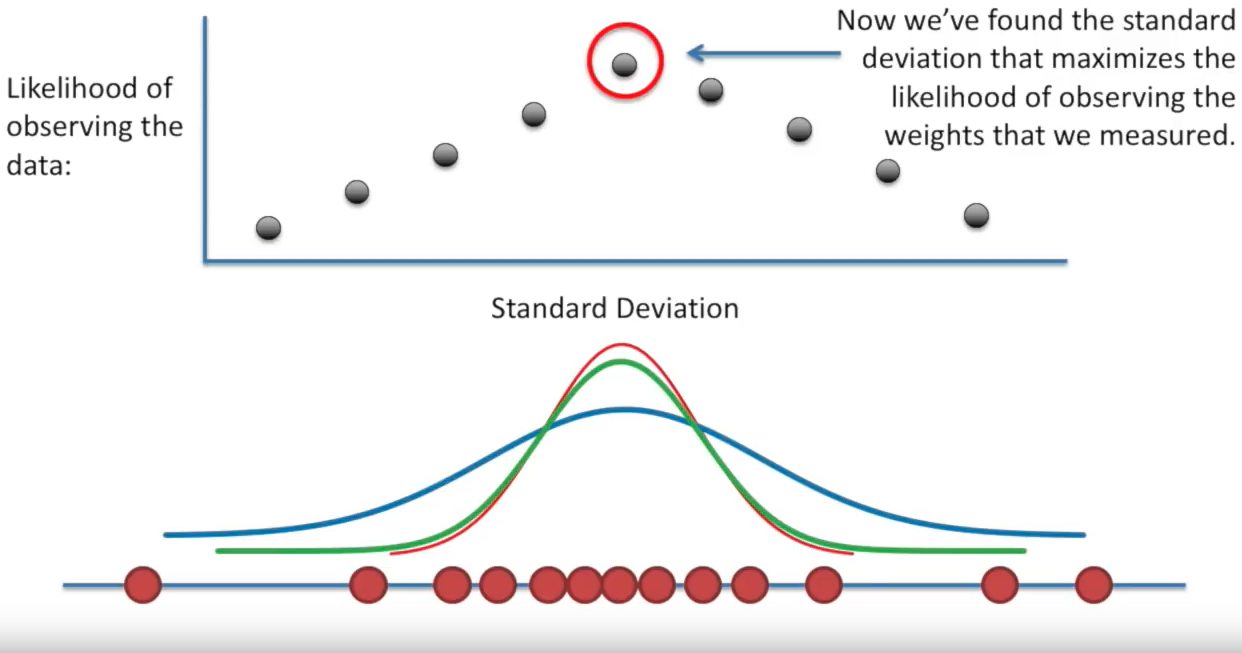 Now we’ve found the standard
deviation that maximizes the
likelihood of observing the
weights that we measured.
Likelihood of
observing the
data:
Standard Deviation